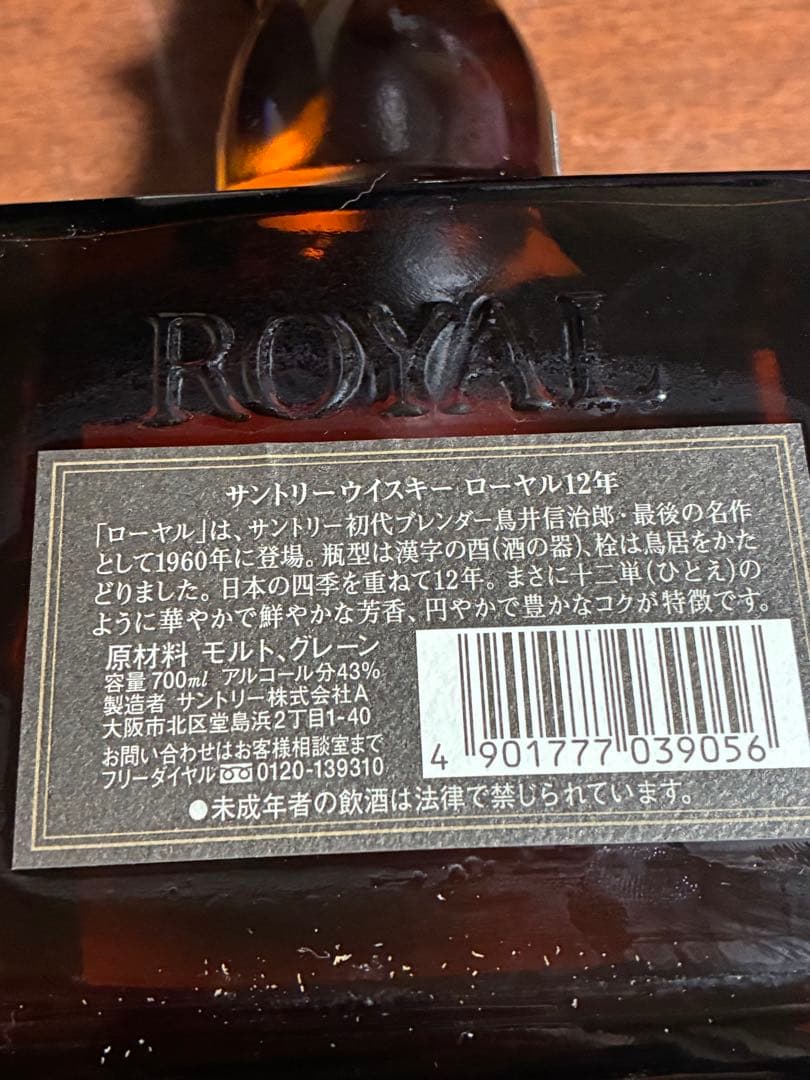 ROYAL
サントリーウイスキー ローヤル12年
「ローヤル」は、サントリー初代ブレンダー鳥井信治郎・最後の名作
として1960年に登場。瓶型は漢字の酉(酒の器)、栓は鳥居をかた
どりました。日本の四季を重ねて12年。まさに十二単(ひとえ)の
ように華やかで鮮やかな芳香、円やかで豊かなコクが特徴です。
原材料 モルト、グレーン
容量 700ml アルコール分43%
製造者 サントリー株式会社A
大阪市北区堂島浜2丁目1-40
お問い合わせはお客様相談室まで
フリーダイヤル 0120-139310
4 901777 039056
●未成年者の飲酒は法律で禁じられています。